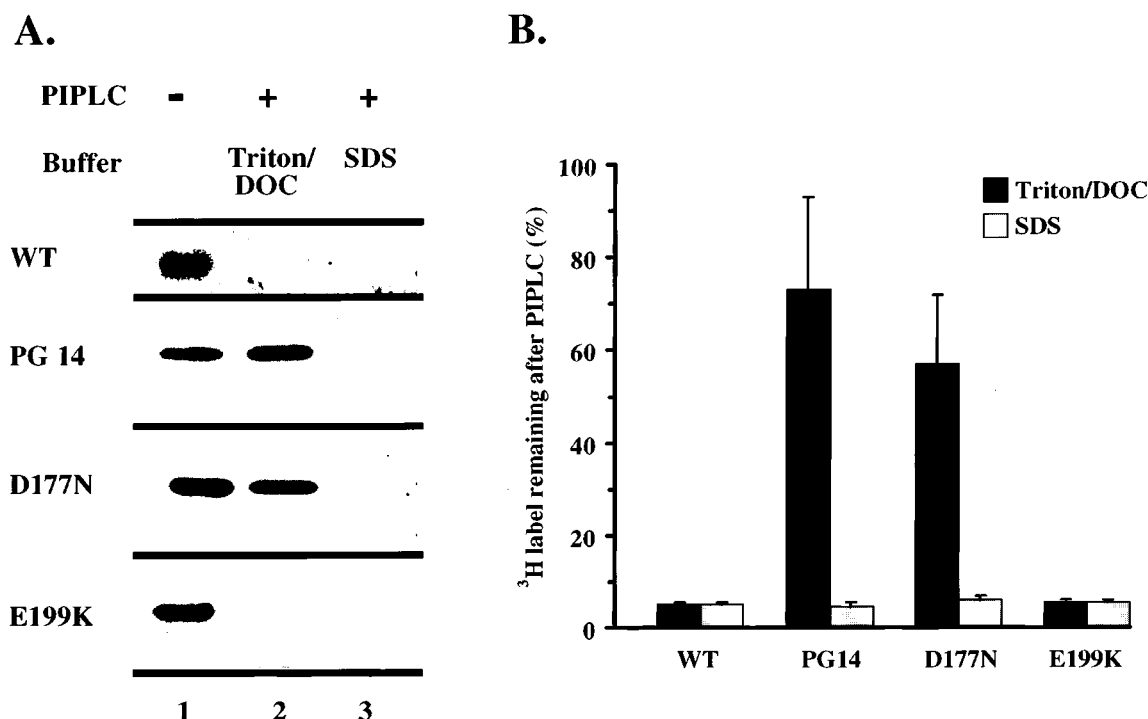 A.
PIPLC - + +
Buffer Triton/ SDS
DOC
WT
PG 14
D177N
E199K
1 2 3
B.
³H label remaining after PIPLC (%)
100
80
60
40
20
0
Triton/DOC
SDS
WT PG14 D177N E199K